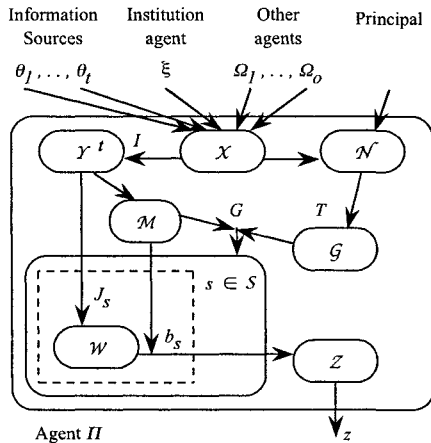 Information Institution Other Principal
Sources agent agents
θ1 , . . . , θt ξ Ω1 , . . . , Ωo
Y t I X N
M G T G
s ∈ S
Js
W bs Z
Agent Π z